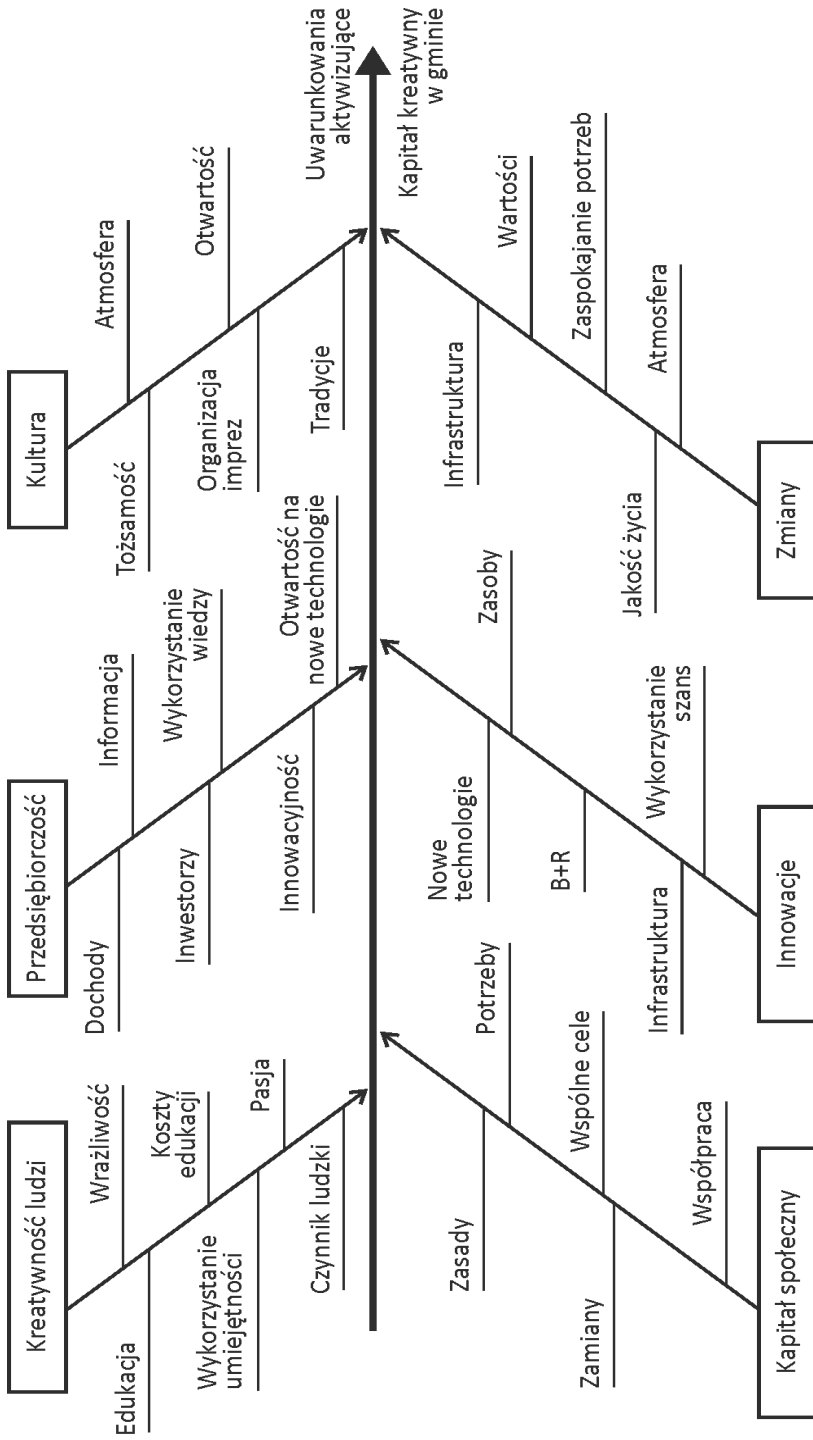 Kreatywność ludzi
Przedsiębiorczość
Kultura
Wrażliwość
Edukacja
Koszty
edukacji
Wykorzystanie
umiejętności
Pasja
Czynnik ludzki
Dochody
Informacja
Inwestorzy
Wykorzystanie
wiedzy
Innowacyjność
Otwartość na
nowe technologie
Atmosfera
Tożsamość
Otwartość
Organizacja
imprez
Tradycje
Uwarunkowania
aktywizujące
Kapitał kreatywny
w gminie
Zasady
Potrzeby
Wspólne cele
Zamiany
Współpraca
Nowe
technologie
Zasoby
B+R
Wykorzystanie
szans
Infrastruktura
Infrastruktura
Wartości
Zaspokajanie potrzeb
Jakość życia
Atmosfera
Kapitał społeczny
Innowacje
Zmiany